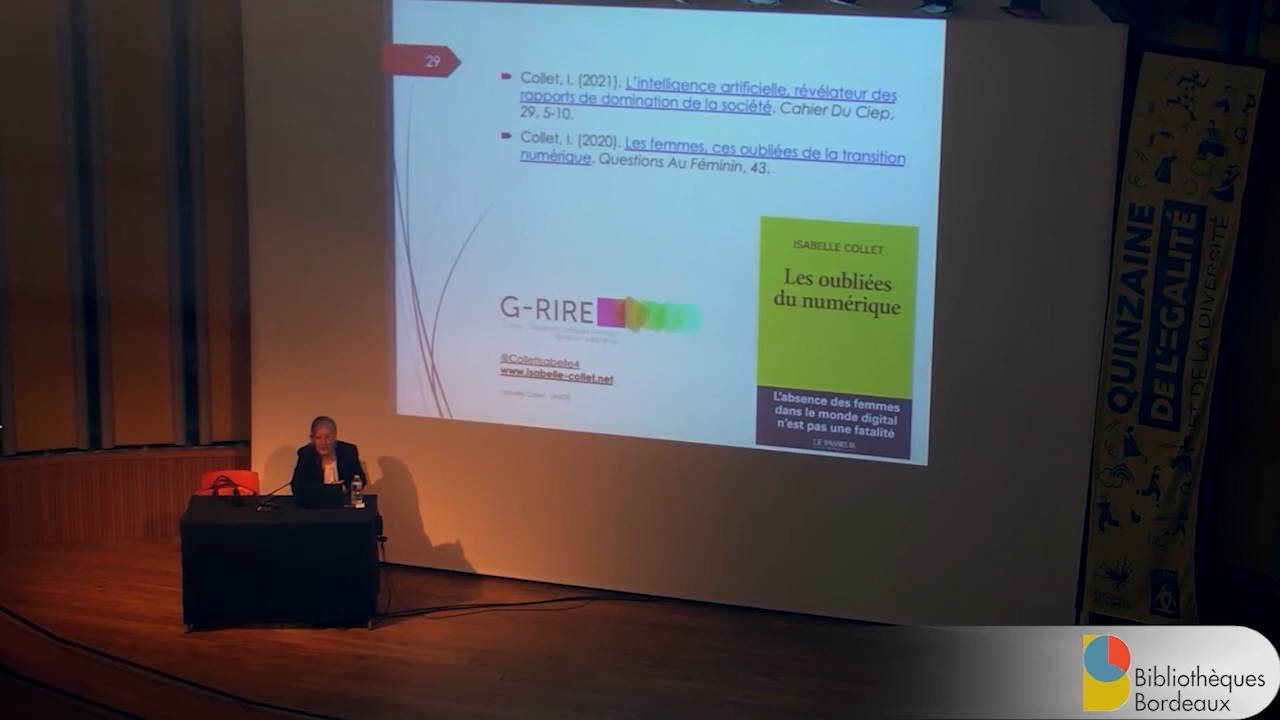 29
Collet, I. (2021). L'intelligence artificielle, révélateur des
rapports de domination de la société. Cahier Du Ciep,
29, 5-10.
Collet, I. (2020). Les femmes, ces oubliées de la transition
numérique. Questions Au Féminin, 43.
G-RIRE
@ColletIsabelle4
www.isabelle-collet.net
ISABELLE COLLET
Les oubliées
du numérique
L'absence des femmes
dans le monde digital
n'est pas une fatalité
LE PASSEUR
QUINZAINE
DE L'ÉGALITÉ
ET DE LA DIVERSITÉ
Bibliothèques
Bordeaux